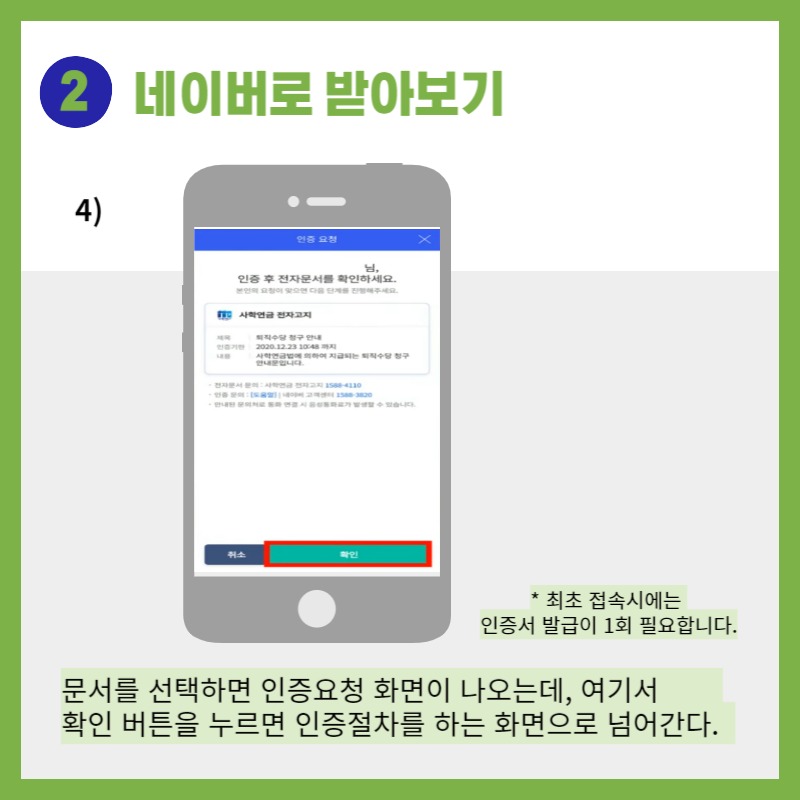 2 네이버로 받아보기
4)
인증 요청
님,
인증 후 전자문서를 확인하세요.
본인의 요청이 맞으면 다음 단계를 진행해주세요.
사학연금 전자고지
제목 퇴직수당 청구 안내
인증기한 2020.12.23 10:48 까지
내용 사학연금법에 의하여 지급되는 퇴직수당 청구
안내문입니다.
· 전자문서 문의 : 사학연금 전자고지 1588-4110
· 인증 문의 : [도움말] | 네이버 고객센터 1588-3820
· 안내된 문의처로 통화 연결 시 음성통화료가 발생할 수 있습니다.
취소 확인
* 최초 접속시에는
인증서 발급이 1회 필요합니다.
문서를 선택하면 인증요청 화면이 나오는데, 여기서
확인 버튼을 누르면 인증절차를 하는 화면으로 넘어간다.